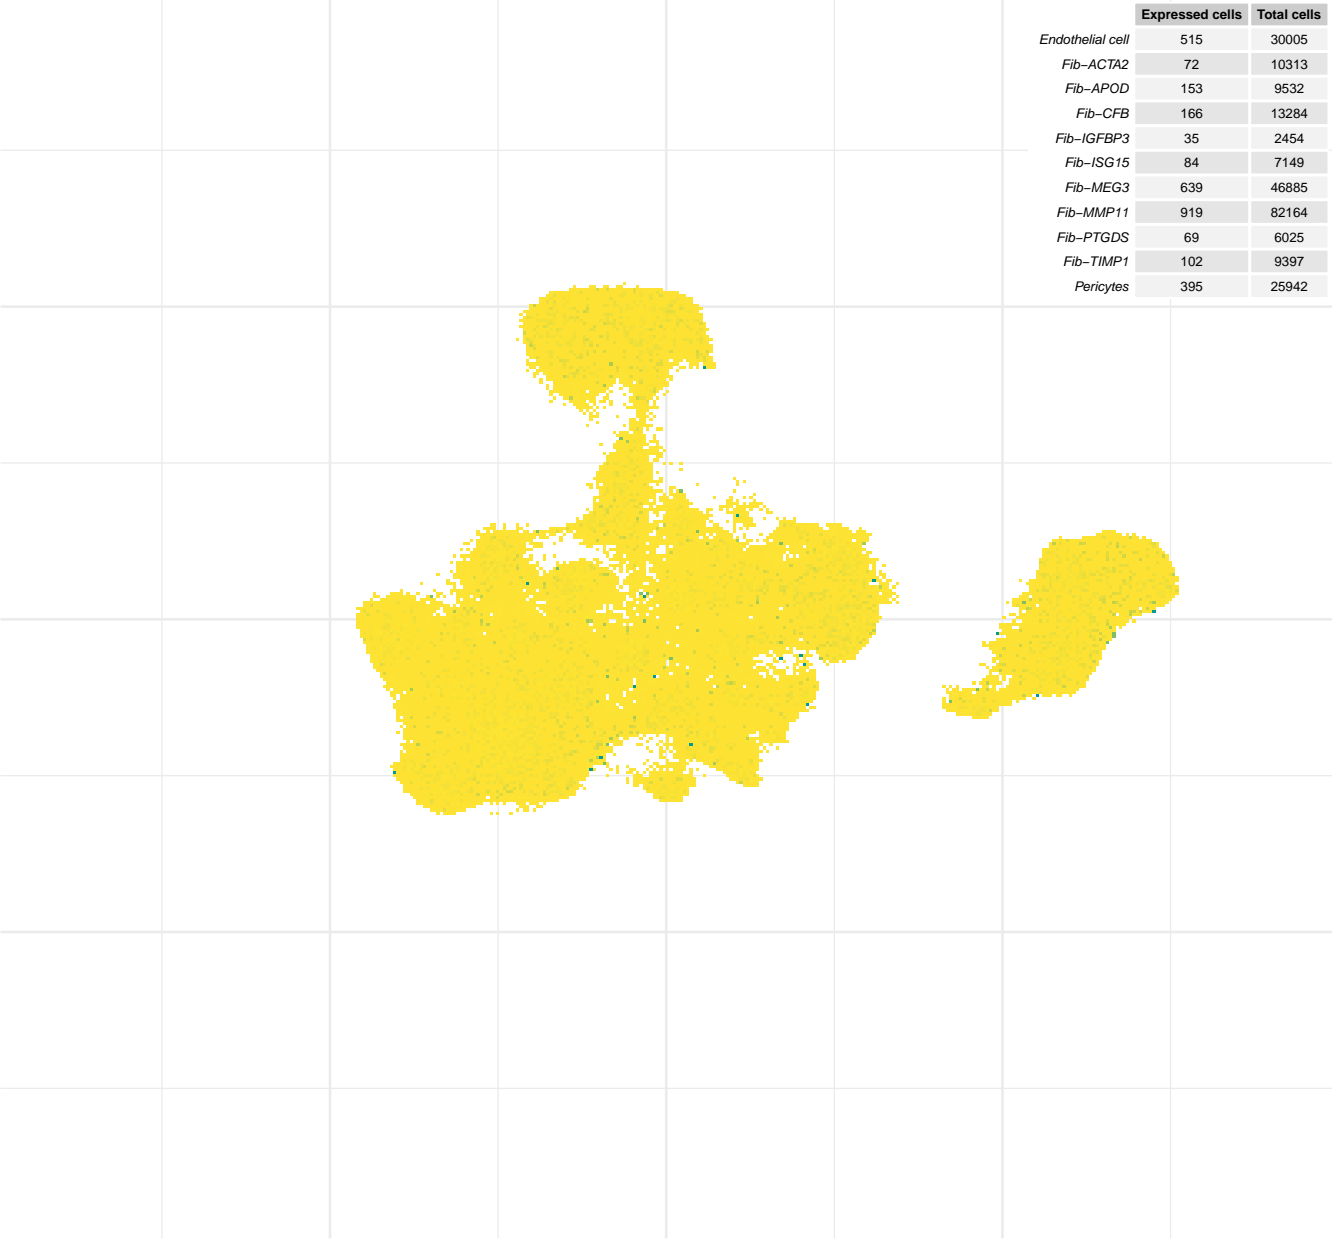 Expressed cells Total cells
Endothelial cell 515 30005
Fib−ACTA2 72 10313
Fib−APOD 153 9532
Fib−CFB 166 13284
Fib−IGFBP3 35 2454
Fib−ISG15 84 7149
Fib−MEG3 639 46885
Fib−MMP11 919 82164
Fib−PTGDS 69 6025
Fib−TIMP1 102 9397
Pericytes 395 25942